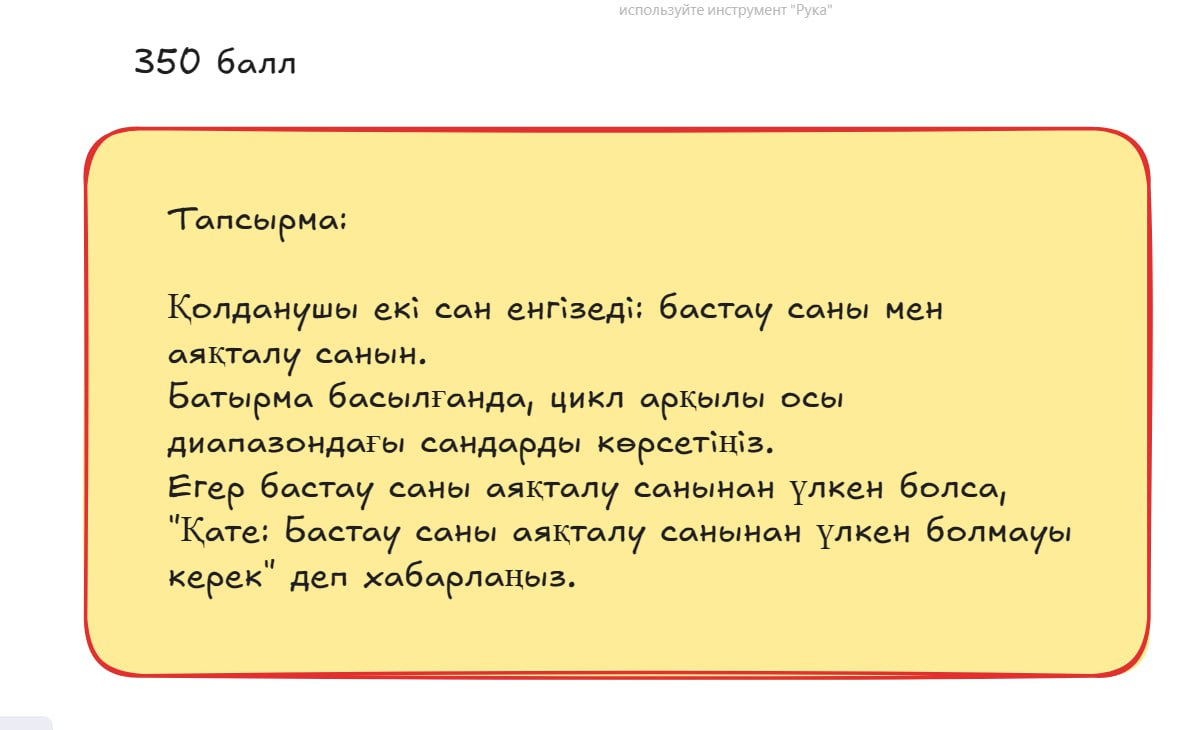 используйте инструмент "Рука"
350 балл
Тапсырма:
Қолданушы екі сан енгізеді: бастау саны мен
аяқталу санын.
Батырма басылғанда, цикл арқылы осы
диапазондағы сандарды көрсетіңіз.
Егер бастау саны аяқталу санынан үлкен болса,
"Қате: Бастау саны аяқталу санынан үлкен болмауы
керек" деп хабарлаңыз.